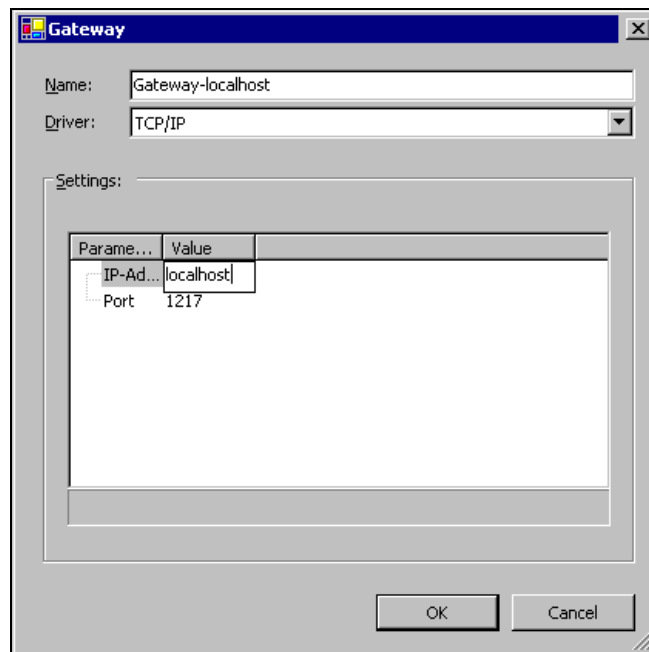 Gateway
Name: Gateway-localhost
Driver: TCP/IP
Settings:
Parame... Value
IP-Ad... localhost
Port 1217
OK Cancel